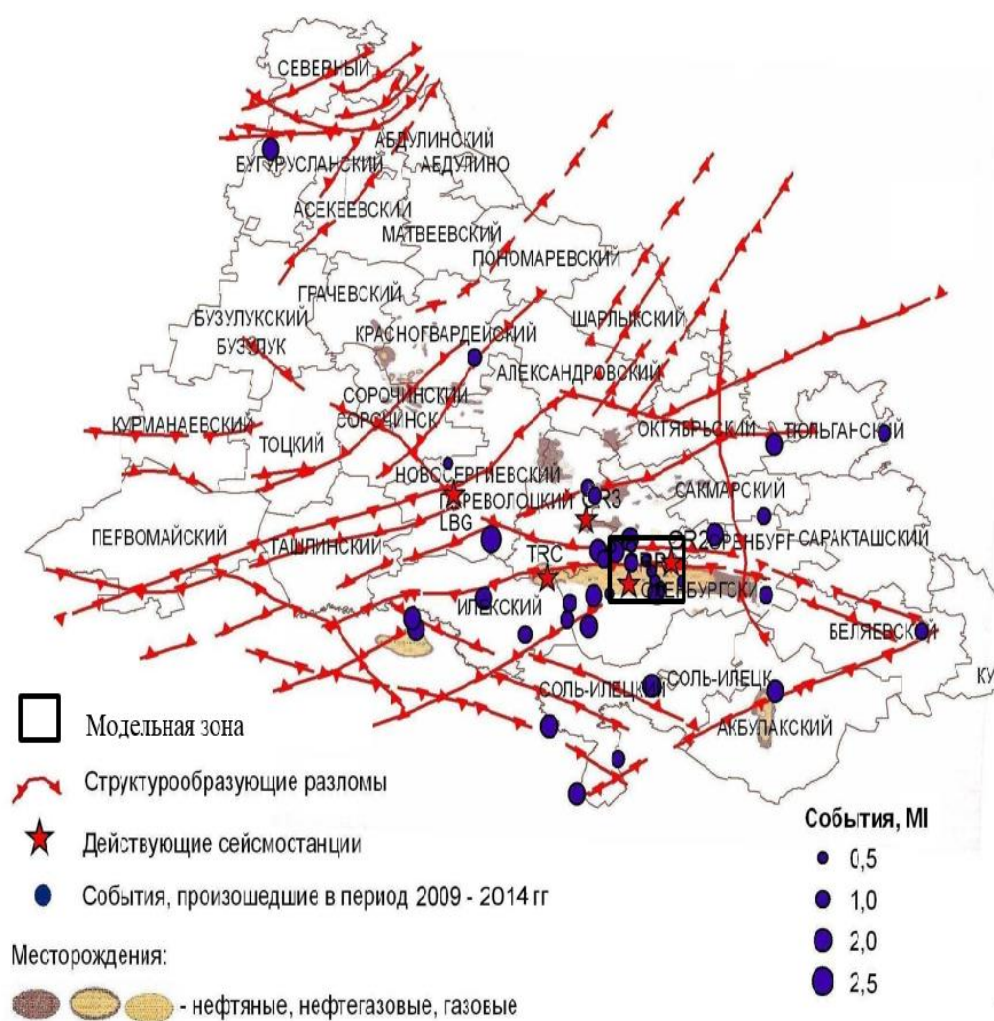 СЕВЕРНЫЙ
АБДУЛИНСКИЙ
БУГУРУСЛАНСКИЙ
АБДУЛИНО
АСЕКЕЕВСКИЙ
МАТВЕЕВСКИЙ
ПОНОМАРЕВСКИЙ
ГРАЧЕВСКИЙ
БУЗУЛУКСКИЙ
ШАРЛЫКСКИЙ
КРАСНОГВАРДЕЙСКИЙ
БУЗУЛУК
АЛЕКСАНДРОВСКИЙ
СОРОЧИНСКИЙ
КУРМАНАЕВСКИЙ
СОРОЧИНСК
ОКТЯБРЬСКИЙ
ТЮЛЬГАНСКИЙ
ТОЦКИЙ
НОВОСЕРГИЕВСКИЙ
САКМАРСКИЙ
ПЕРЕВОЛОЦКИЙ
LBG
ПЕРВОМАЙСКИЙ
ТАШЛИНСКИЙ
САРАКТАШСКИЙ
TRC
ИЛЕКСКИЙ
БЕЛЯЕВСКИЙ
СОЛЬ-ИЛЕЦКИЙ
СОЛЬ-ИЛЕЦК
КУ
АКБУЛАКСКИЙ
Модельная зона
Структурообразующие разломы
Действующие сейсмостанции
События, произошедшие в период 2009 - 2014 гг
Месторождения:
- нефтяные, нефтегазовые, газовые
События, Ml
0,5
1,0
2,0
2,5